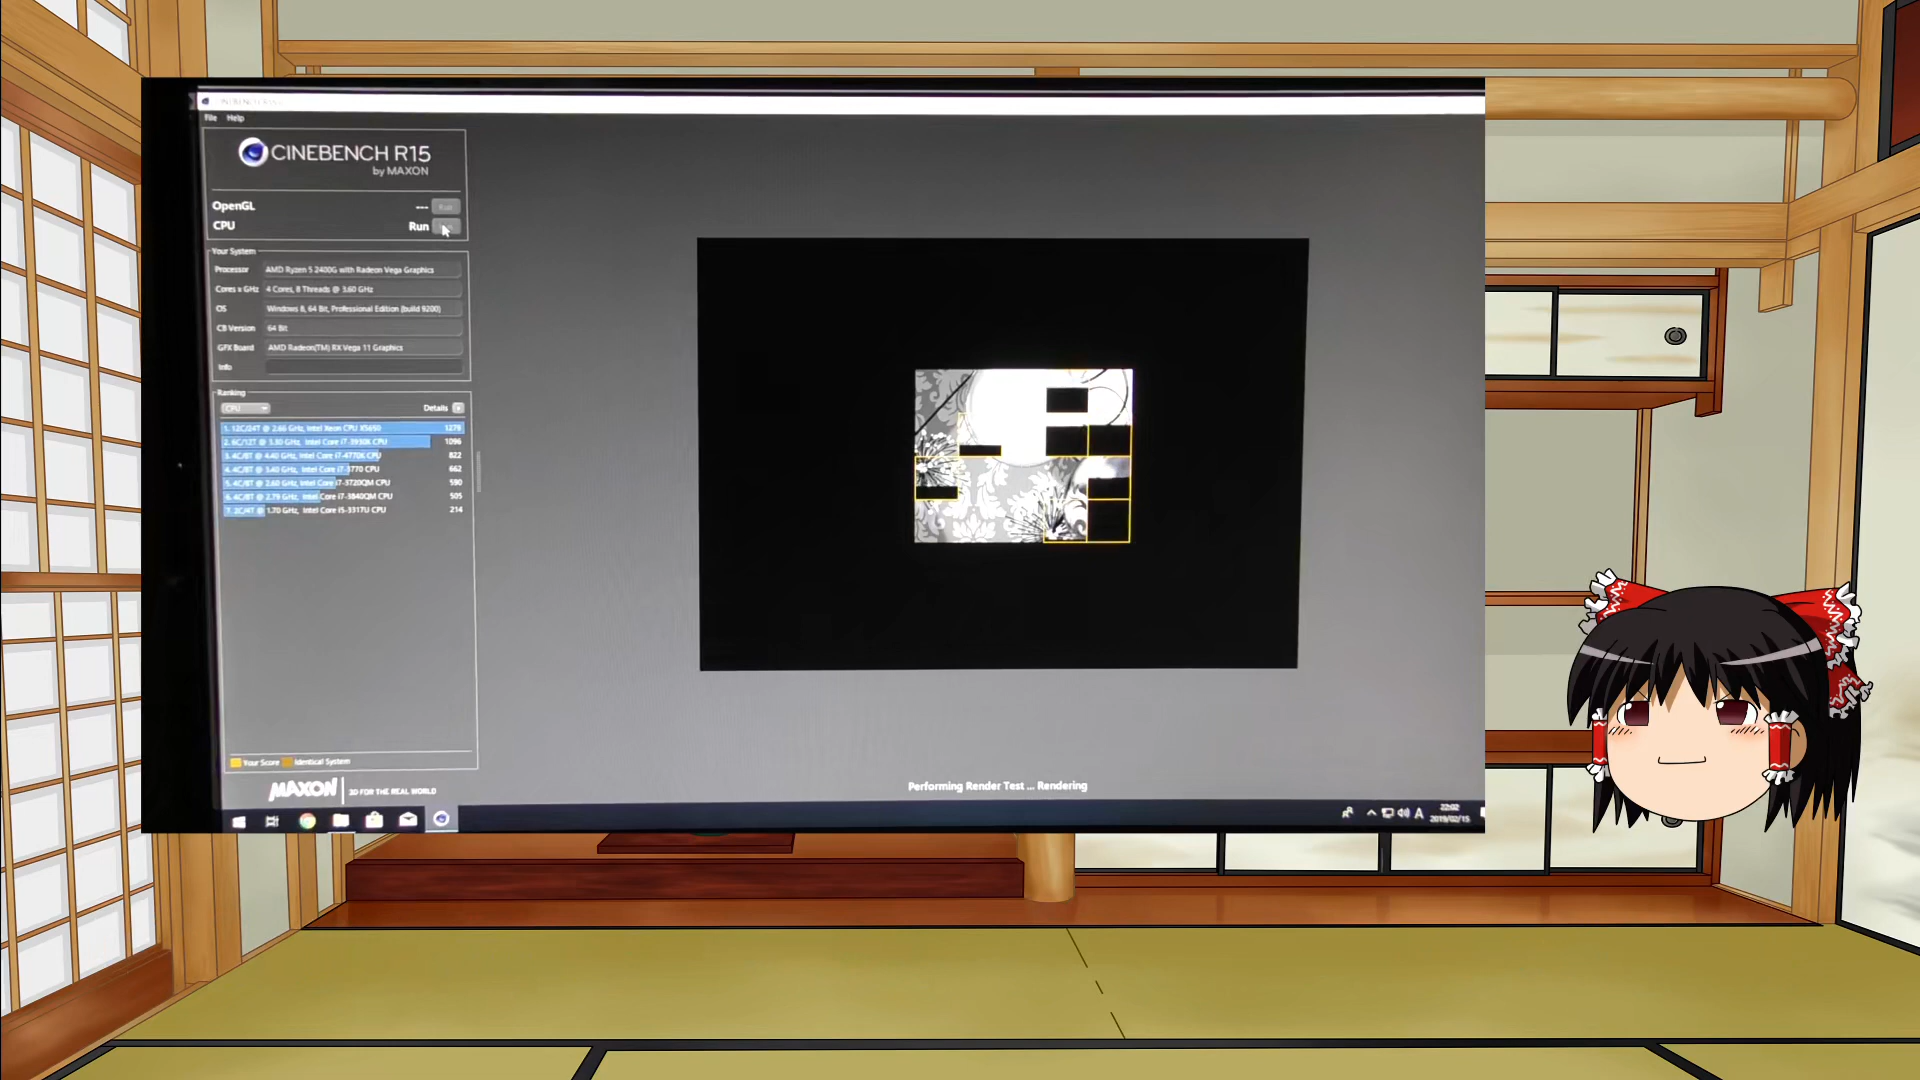 File Help
CINEBENCH R15
by MAXON
OpenGL --- Run
CPU Run
Your System
Processor AMD Ryzen 5 2400G with Radeon Vega Graphics
Cores x GHz 4 Cores, 8 Threads @ 3.60 GHz
OS Windows 8, 64 Bit, Professional Edition (build 9200)
CB Version 64 Bit
GFX Board AMD Radeon(TM) RX Vega 11 Graphics
Info
Ranking
CPU Details
1. 12C/24T @ 2.66 GHz, Intel Xeon CPU X5650 1279
2. 6C/12T @ 3.30 GHz, Intel Core i7-3930K CPU 1096
3. 4C/8T @ 4.40 GHz, Intel Core i7-4770K CPU 822
4. 4C/8T @ 3.40 GHz, Intel Core i7-3770 CPU 662
5. 4C/8T @ 2.60 GHz, Intel Core i7-3720QM CPU 590
6. 4C/8T @ 2.79 GHz, Intel Core i7-3840QM CPU 505
7. 2C/4T @ 1.70 GHz, Intel Core i5-3317U CPU 214
Your Score Identical System
MAXON 3D FOR THE REAL WORLD
Performing Render Test ... Rendering
A 22:02
2019/02/15